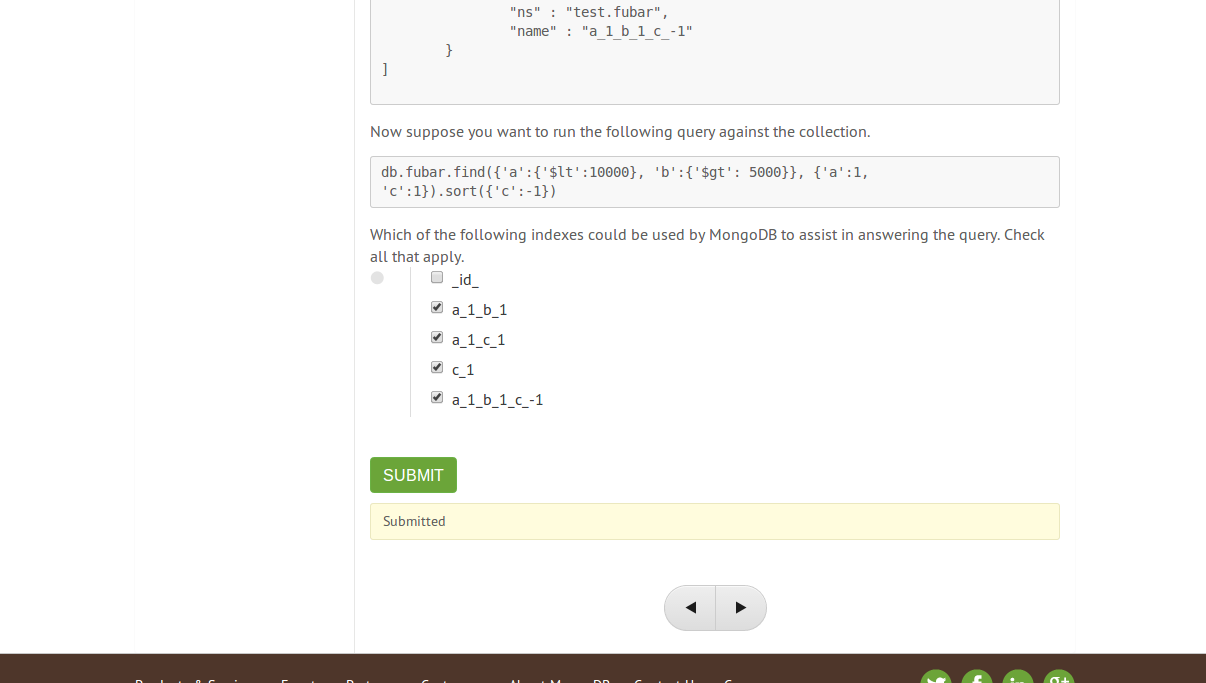 "ns" : "test.fubar",
"name" : "a_1_b_1_c_-1"
}
]
Now suppose you want to run the following query against the collection.
db.fubar.find({'a':{'$lt':10000}, 'b':{'$gt': 5000}}, {'a':1,
'c':1}).sort({'c':-1})
Which of the following indexes could be used by MongoDB to assist in answering the query. Check
all that apply.
_id_
a_1_b_1
a_1_c_1
c_1
a_1_b_1_c_-1
SUBMIT
Submitted